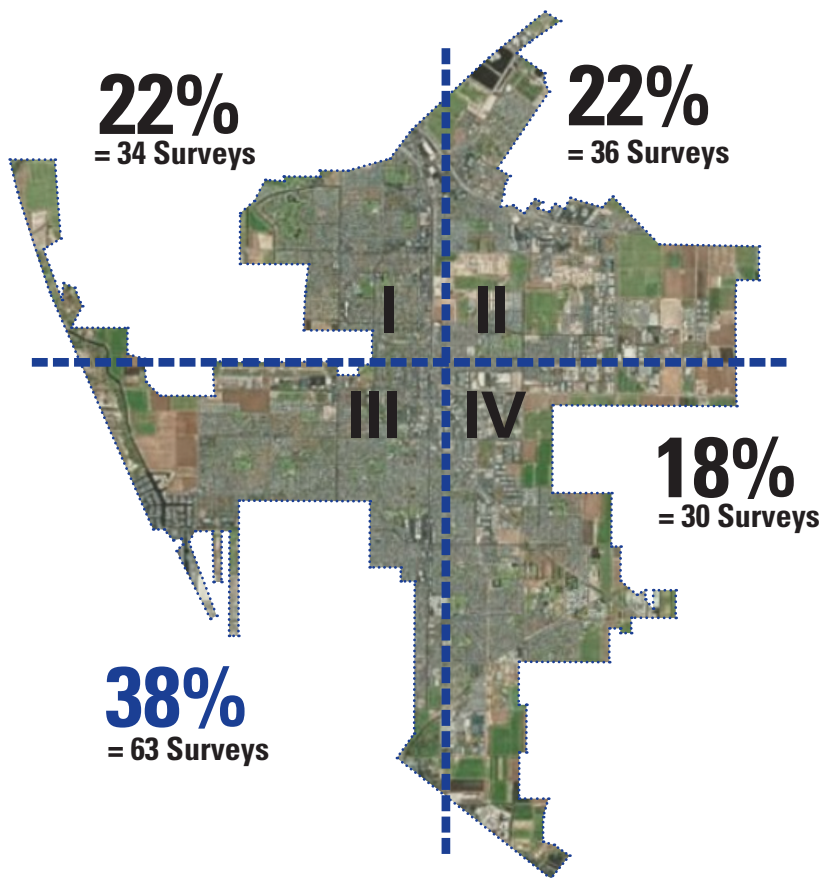 22%
= 34 Surveys
22%
= 36 Surveys
I
II
III
IV
18%
= 30 Surveys
38%
= 63 Surveys